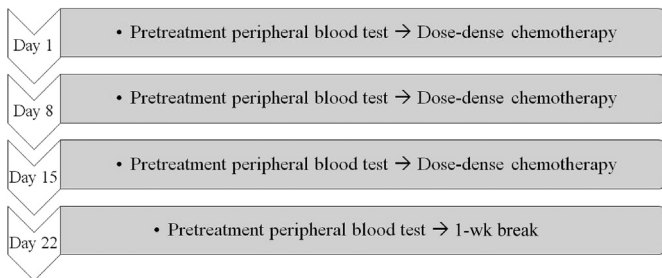 Day 1
• Pretreatment peripheral blood test → Dose-dense chemotherapy
Day 8
• Pretreatment peripheral blood test → Dose-dense chemotherapy
Day 15
• Pretreatment peripheral blood test → Dose-dense chemotherapy
Day 22
• Pretreatment peripheral blood test → 1-wk break